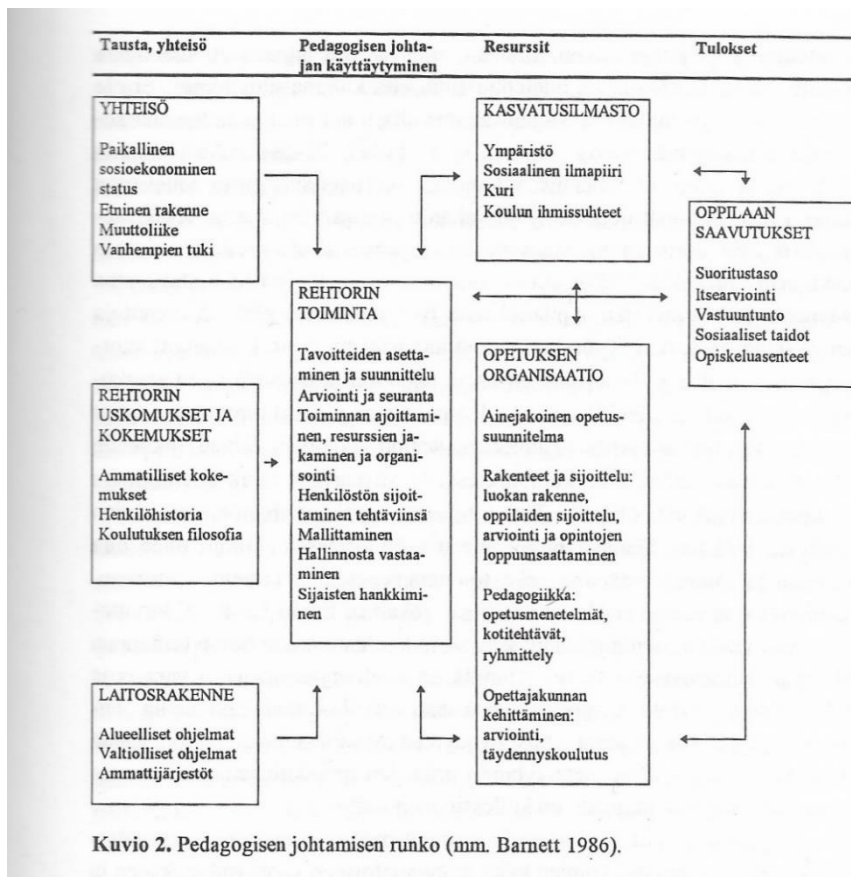 Tausta, yhteisö
Pedagogisen johta-
jan käyttäytyminen
Resurssit
Tulokset
YHTEISÖ
Paikallinen
sosioekonominen
status
Etninen rakenne
Muuttoliike
Vanhempien tuki
REHTORIN
USKOMUKSET JA
KOKEMUKSET
Ammatilliset koke-
mukset
Henkilöhistoria
Koulutuksen filosofia
LAITOSRAKENNE
Alueelliset ohjelmat
Valtiolliset ohjelmat
Ammattijärjestöt
REHTORIN
TOIMINTA
Tavoitteiden asetta-
minen ja suunnittelu
Arviointi ja seuranta
Toiminnan ajoittami-
nen, resurssien ja-
kaminen ja organi-
sointi
Henkilöstön sijoit-
taminen tehtäviinsä
Mallittaminen
Hallinnosta vastaa-
minen
Sijaisten hankkimi-
nen
KASVATUSILMASTO
Ympäristö
Sosiaalinen ilmapiiri
Kuri
Koulun ihmissuhteet
OPETUKSEN
ORGANISAATIO
Ainejakoinen opetus-
suunnitelma
Rakenteet ja sijoittelu:
luokan rakenne,
oppilaiden sijoittelu,
arviointi ja opintojen
loppuunsaattaminen
Pedagogiikka:
opetusmenetelmät,
kotitehtävät,
ryhmittely
Opettajakunnan
kehittäminen:
arviointi,
täydennyskoulutus
OPPILAAN
SAAVUTUKSET
Suoritustaso
Itsearviointi
Vastuuntunto
Sosiaaliset taidot
Opiskeluasenteet
Kuvio 2. Pedagogisen johtamisen runko (mm. Barnett 1986).